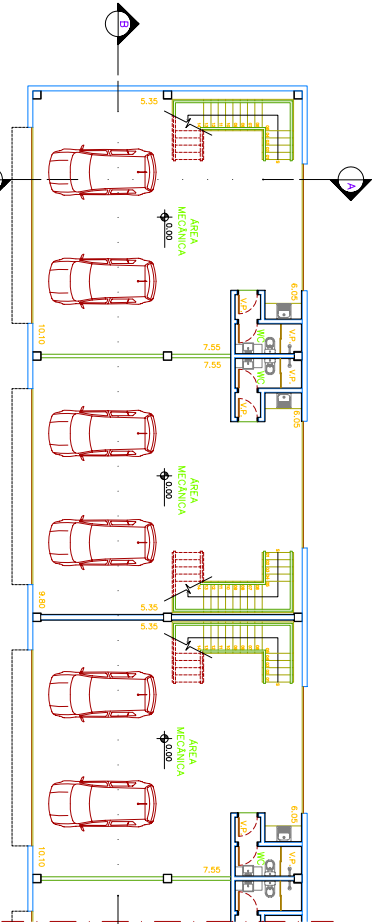 B
5.35
A
ÁREA
MECÂNICA
0.00
6.05
V.P.
10.10
7.55
WC
V.P.
7.55
WC
V.P.
V.P.
6.05
ÁREA
MECÂNICA
0.00
9.80
5.35
5.35
ÁREA
MECÂNICA
0.00
6.05
V.P.
10.10
7.55
WC
V.P.